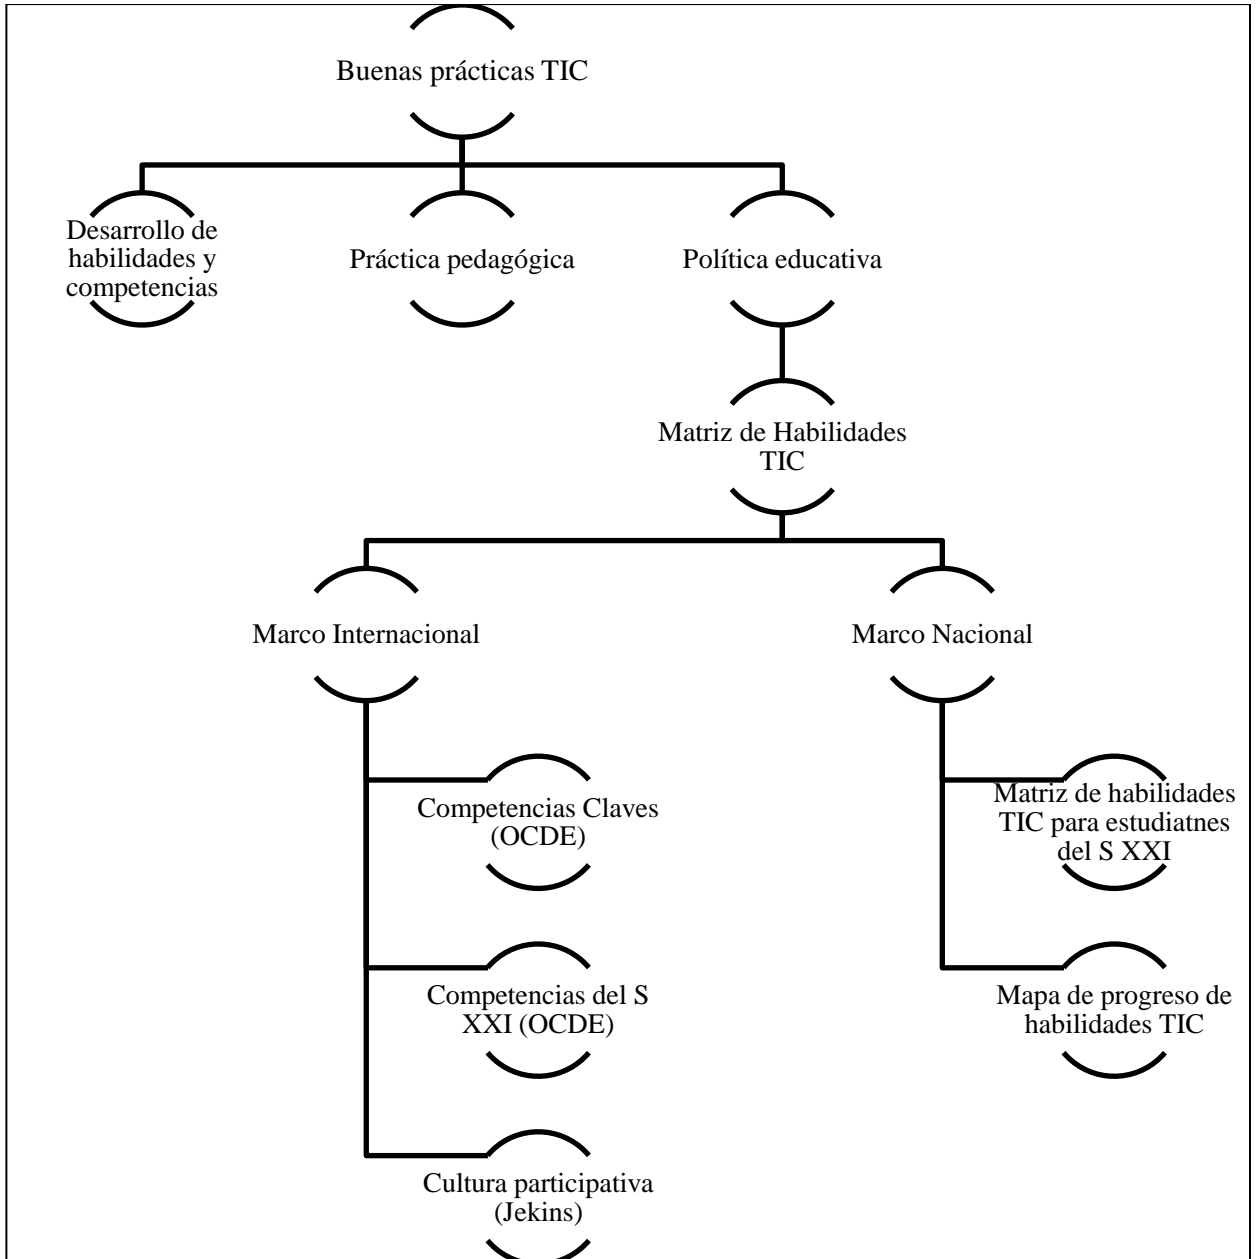 Buenas prácticas TIC
Desarrollo de
habilidades y
competencias
Práctica pedagógica
Política educativa
Matriz de Habilidades
TIC
Marco Internacional
Marco Nacional
Competencias Claves
(OCDE)
Matriz de habilidades
TIC para estudiatnes
del S XXI
Competencias del S
XXI (OCDE)
Mapa de progreso de
habilidades TIC
Cultura participativa
(Jekins)